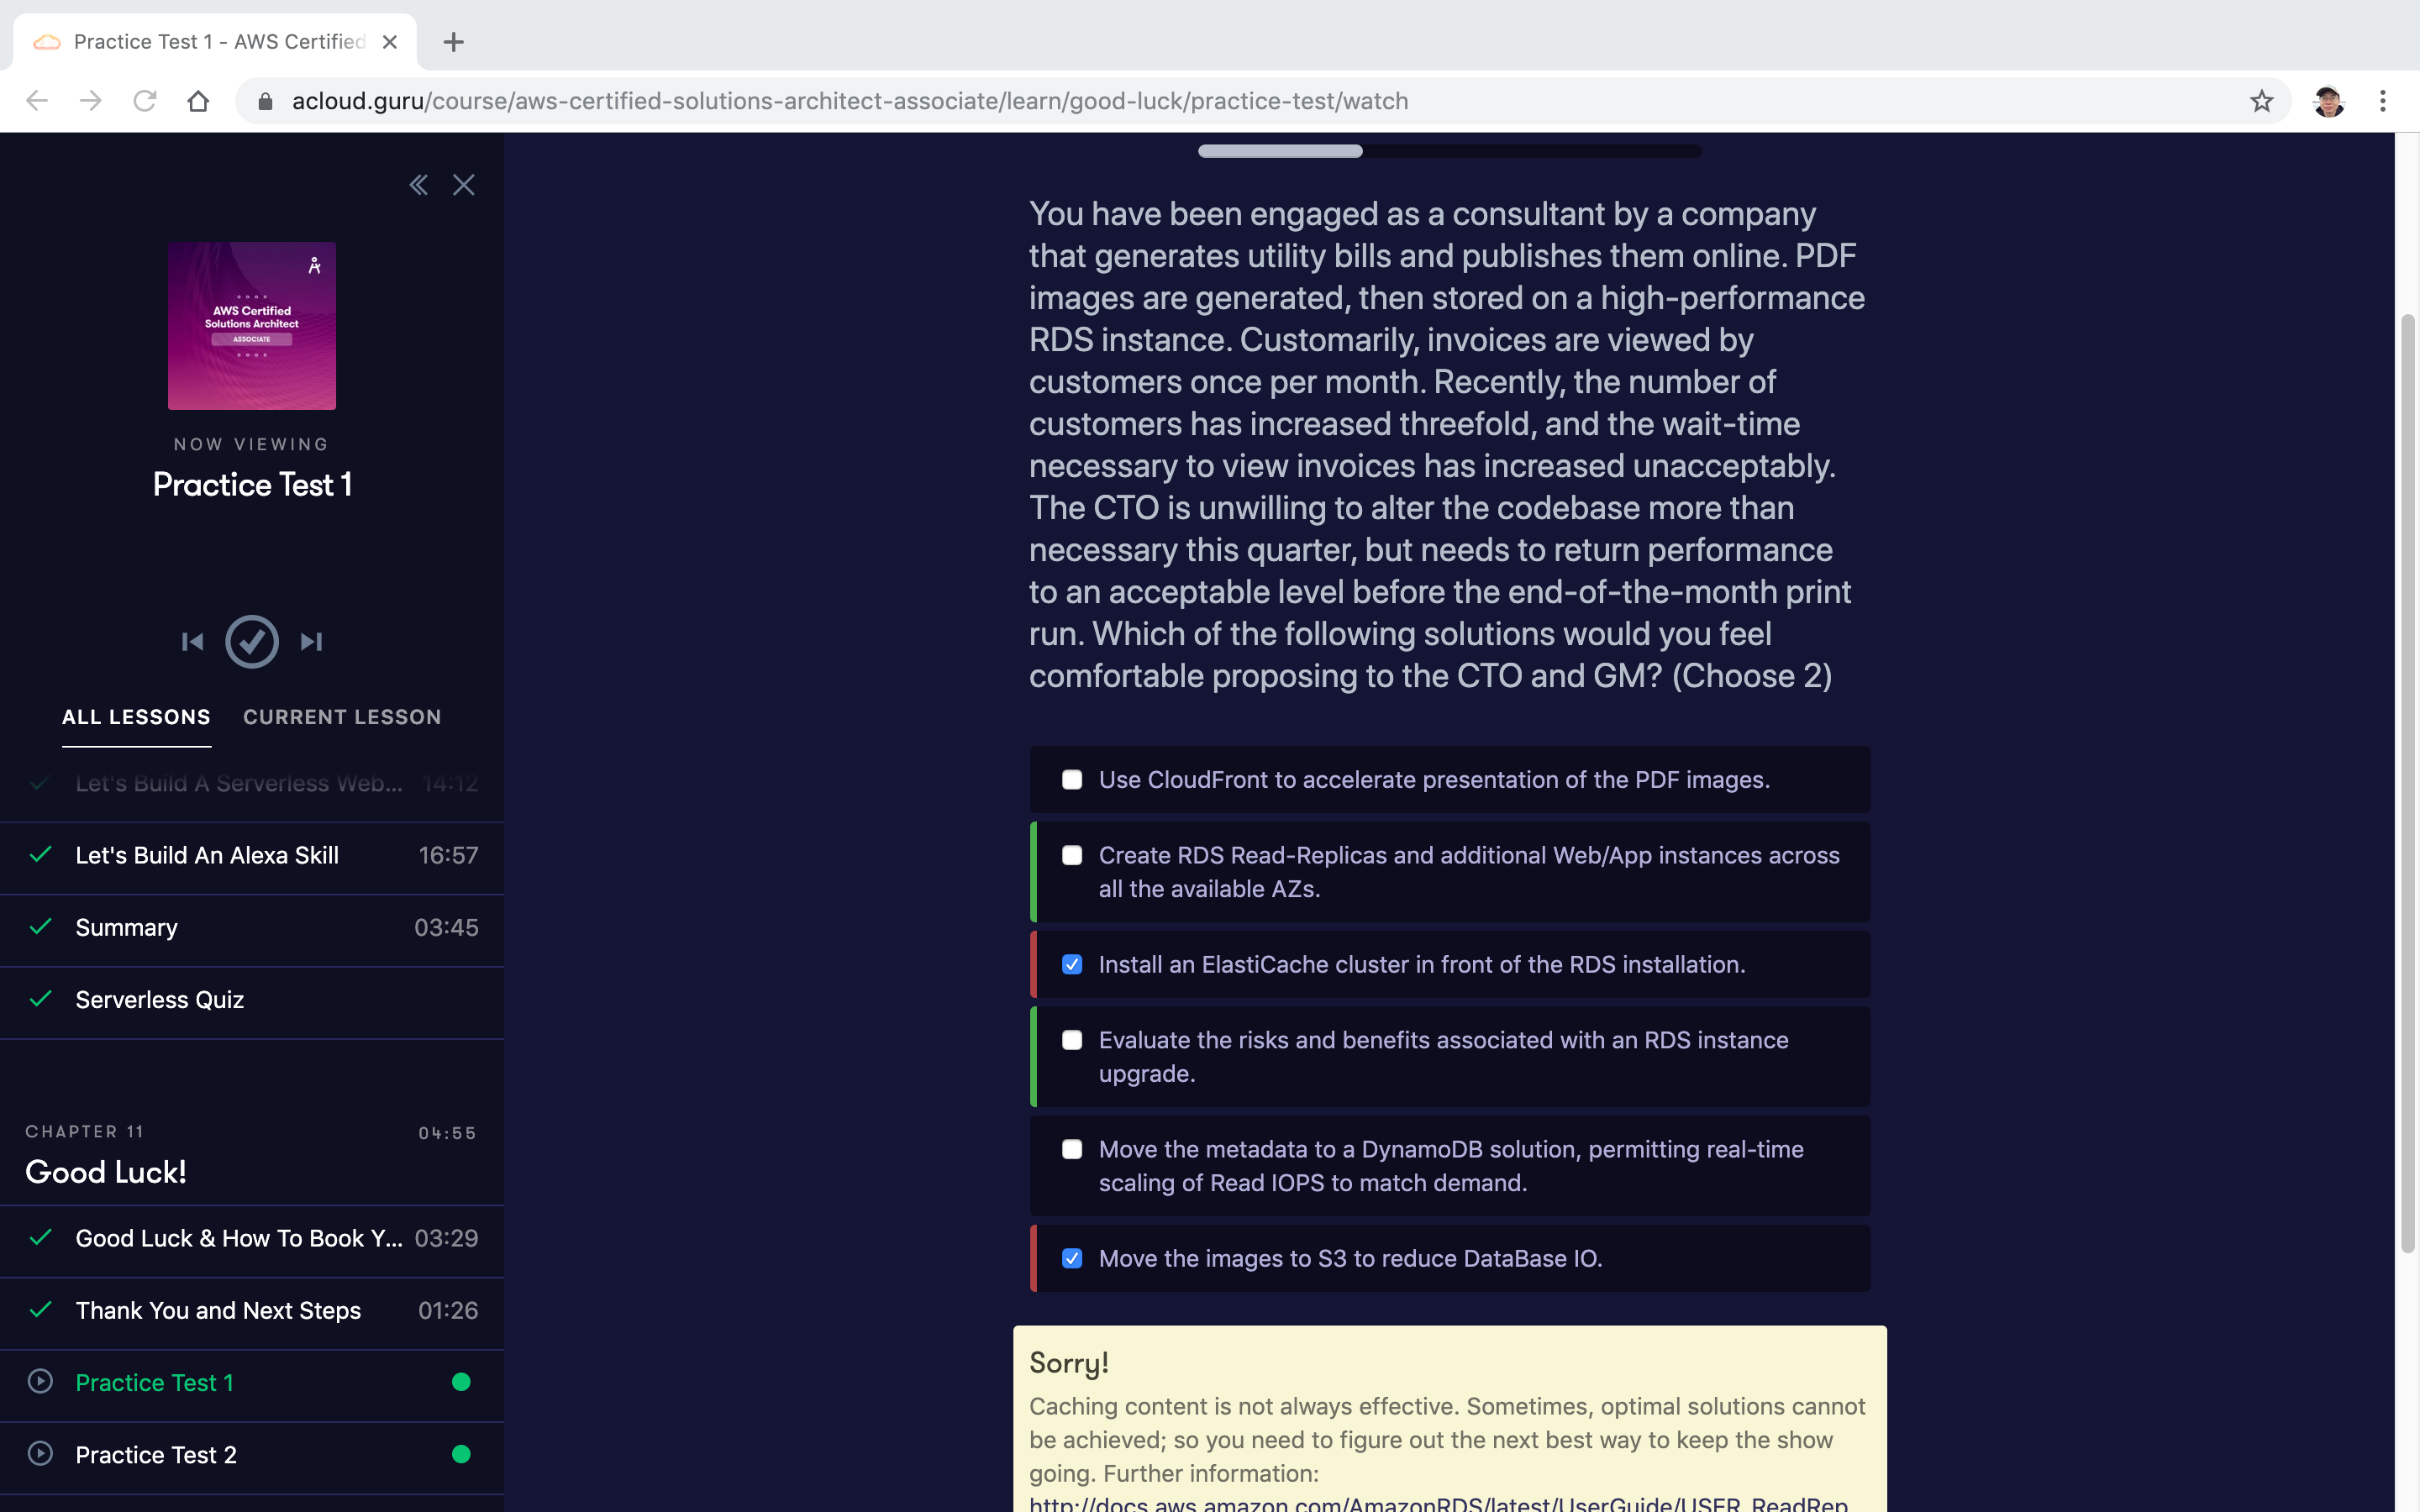 Practice Test 1 - AWS Certified
acloud.guru/course/aws-certified-solutions-architect-associate/learn/good-luck/practice-test/watch
AWS Certified
Solutions Architect
ASSOCIATE
NOW VIEWING
Practice Test 1
ALL LESSONS
CURRENT LESSON
Let's Build A Serverless Web... 14:12
Let's Build An Alexa Skill 16:57
Summary 03:45
Serverless Quiz
CHAPTER 11 04:55
Good Luck!
Good Luck & How To Book Y... 03:29
Thank You and Next Steps 01:26
Practice Test 1
Practice Test 2
You have been engaged as a consultant by a company
that generates utility bills and publishes them online. PDF
images are generated, then stored on a high-performance
RDS instance. Customarily, invoices are viewed by
customers once per month. Recently, the number of
customers has increased threefold, and the wait-time
necessary to view invoices has increased unacceptably.
The CTO is unwilling to alter the codebase more than
necessary this quarter, but needs to return performance
to an acceptable level before the end-of-the-month print
run. Which of the following solutions would you feel
comfortable proposing to the CTO and GM? (Choose 2)
Use CloudFront to accelerate presentation of the PDF images.
Create RDS Read-Replicas and additional Web/App instances across
all the available AZs.
Install an ElastiCache cluster in front of the RDS installation.
Evaluate the risks and benefits associated with an RDS instance
upgrade.
Move the metadata to a DynamoDB solution, permitting real-time
scaling of Read IOPS to match demand.
Move the images to S3 to reduce DataBase IO.
Sorry!
Caching content is not always effective. Sometimes, optimal solutions cannot
be achieved; so you need to figure out the next best way to keep the show
going. Further information:
http://docs.aws.amazon.com/AmazonRDS/latest/UserGuide/USER_ReadRep